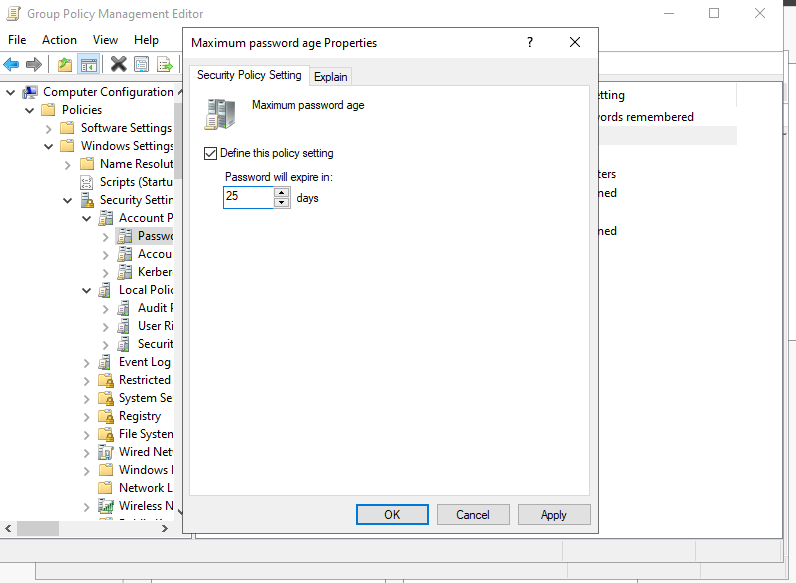 Group Policy Management Editor
File Action View Help
Maximum password age Properties
?
Security Policy Setting
Explain
Maximum password age
Define this policy setting
Password will expire in:
25
days
OK
Cancel
Apply
Computer Configuration
Policies
Software Settings
Windows Settings
Name Resolut
Scripts (Startu
Security Settin
Account P
Passwo
Accou
Kerber
Local Polic
Audit P
User Ri
Securit
Event Log
Restricted
System Se
Registry
File System
Wired Net
Windows
Network L
Wireless N
etting
words remembered
ters
ned
ned